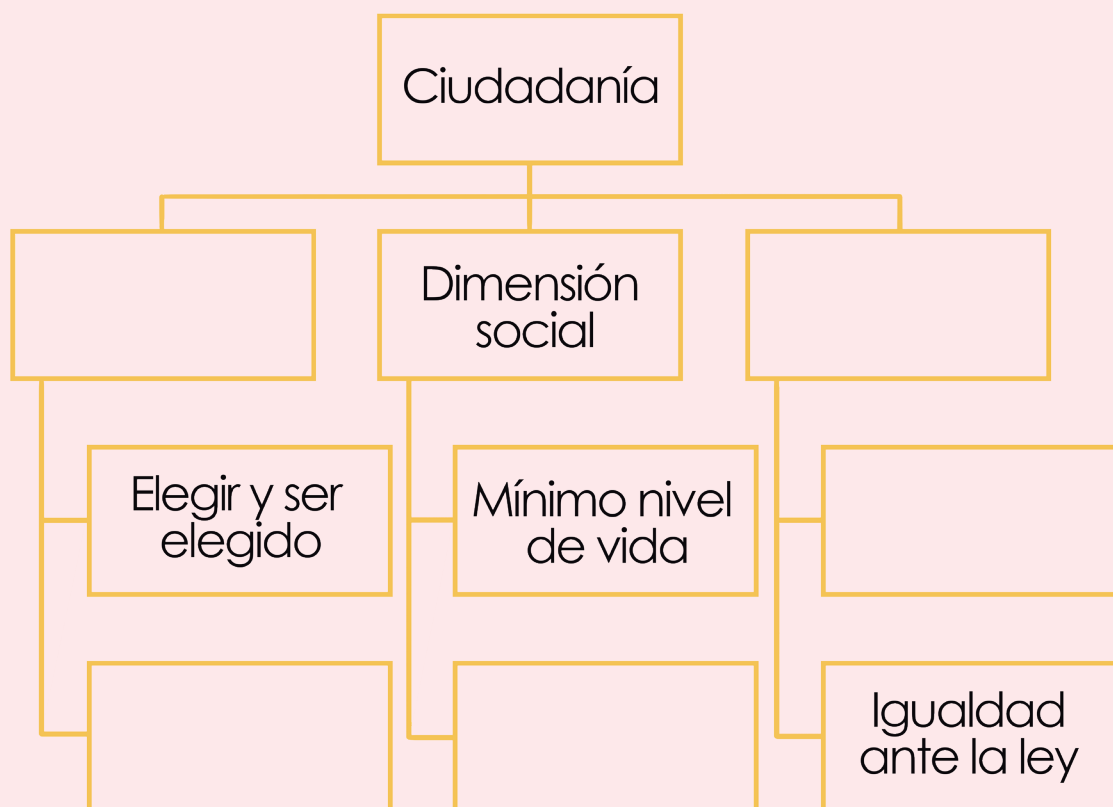 Ciudadanía
Dimensión
social
Elegir y ser
elegido
Mínimo nivel
de vida
Igualdad
ante la ley